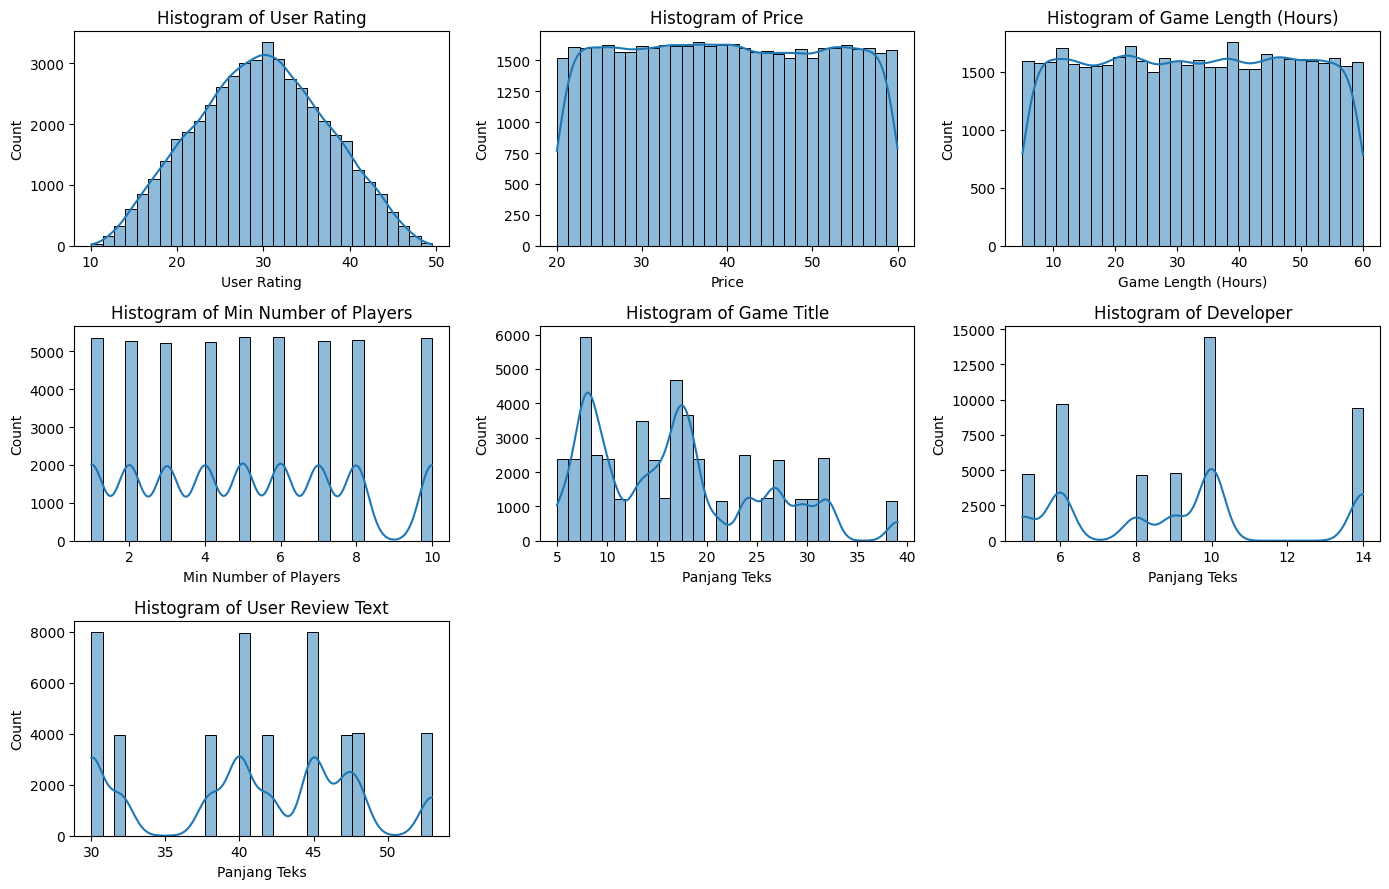 Histogram of User Rating
Count
3000
2000
1000
0
10 20 30 40 50
User Rating
Histogram of Price
Count
1500
1250
1000
750
500
250
0
20 30 40 50 60
Price
Histogram of Game Length (Hours)
Count
1500
1000
500
0
10 20 30 40 50 60
Game Length (Hours)
Histogram of Min Number of Players
Count
5000
4000
3000
2000
1000
0
2 4 6 8 10
Min Number of Players
Histogram of Game Title
Count
6000
5000
4000
3000
2000
1000
0
5 10 15 20 25 30 35 40
Panjang Teks
Histogram of Developer
Count
15000
12500
10000
7500
5000
2500
0
6 8 10 12 14
Panjang Teks
Histogram of User Review Text
Count
8000
6000
4000
2000
0
30 35 40 45 50
Panjang Teks